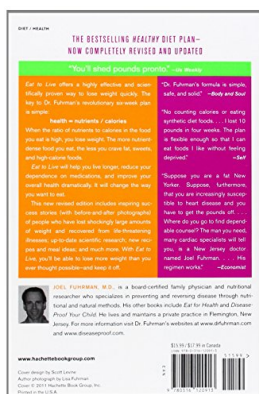 DIET / HEALTH
THE BESTSELLING HEALTHY DIET PLAN—
NOW COMPLETELY REVISED AND UPDATED
"You'll shed pounds pronto."
Eat to Live offers a highly effective and scien-
tifically proven way to lose weight quickly. The
key to Dr. Fuhrman's revolutionary six-week plan
is simple:
health = nutrients / calories
When the ratio of nutrients to calories in the food
you eat is high, you lose weight. The more nutrient-
dense food you eat, the less you crave fat, sweets,
and high-calorie foods.
Eat to Live will help you live longer, reduce your
dependence on medications, and improve your
overall health dramatically. It will change the way
you want to eat.
This new revised edition includes inspiring suc-
cess stories (with before-and-after photographs)
of people who have lost shockingly large amounts
of weight and recovered from life-threatening
illnesses; up-to-date scientific research; new reci-
pes and meal ideas; and much more. With Eat to
Live, you'll be able to lose more weight than you
ever thought possible—and keep it off.
"Dr. Fuhrman's formula is simple,
safe, and solid." —Body and Soul
"No counting calories or eating
synthetic diet foods. . . . I lost 10
pounds in four weeks. The plan
is flexible enough so that I can
eat foods I like without feeling
deprived." —Self
"Suppose you are a fat New
Yorker. Suppose, furthermore,
that you are increasingly suscep-
tible to heart disease and you
have to get the pounds off. . . .
Where do you go to find depend-
able counsel? The man you need,
many cardiac specialists will tell
you, is a New Jersey doctor
named Joel Fuhrman. . . . His
regimen works." —Economist
JOEL FUHRMAN, M.D., is a board-certified family physician and nutritional
researcher who specializes in preventing and reversing disease through nutri-
tional and natural methods. His other books include Eat for Health and Disease-
Proof Your Child. He lives and maintains a private practice in Flemington, New
Jersey. For more information visit Dr. Fuhrman's websites at www.drfuhrman.com
and www.diseaseproof.com.
www.hachettebookgroup.com
Cover design by Scott Levine
Author photograph by Lisa Fuhrman
Cover © 2011 Hachette Book Group, Inc.
Printed in the U.S.A.